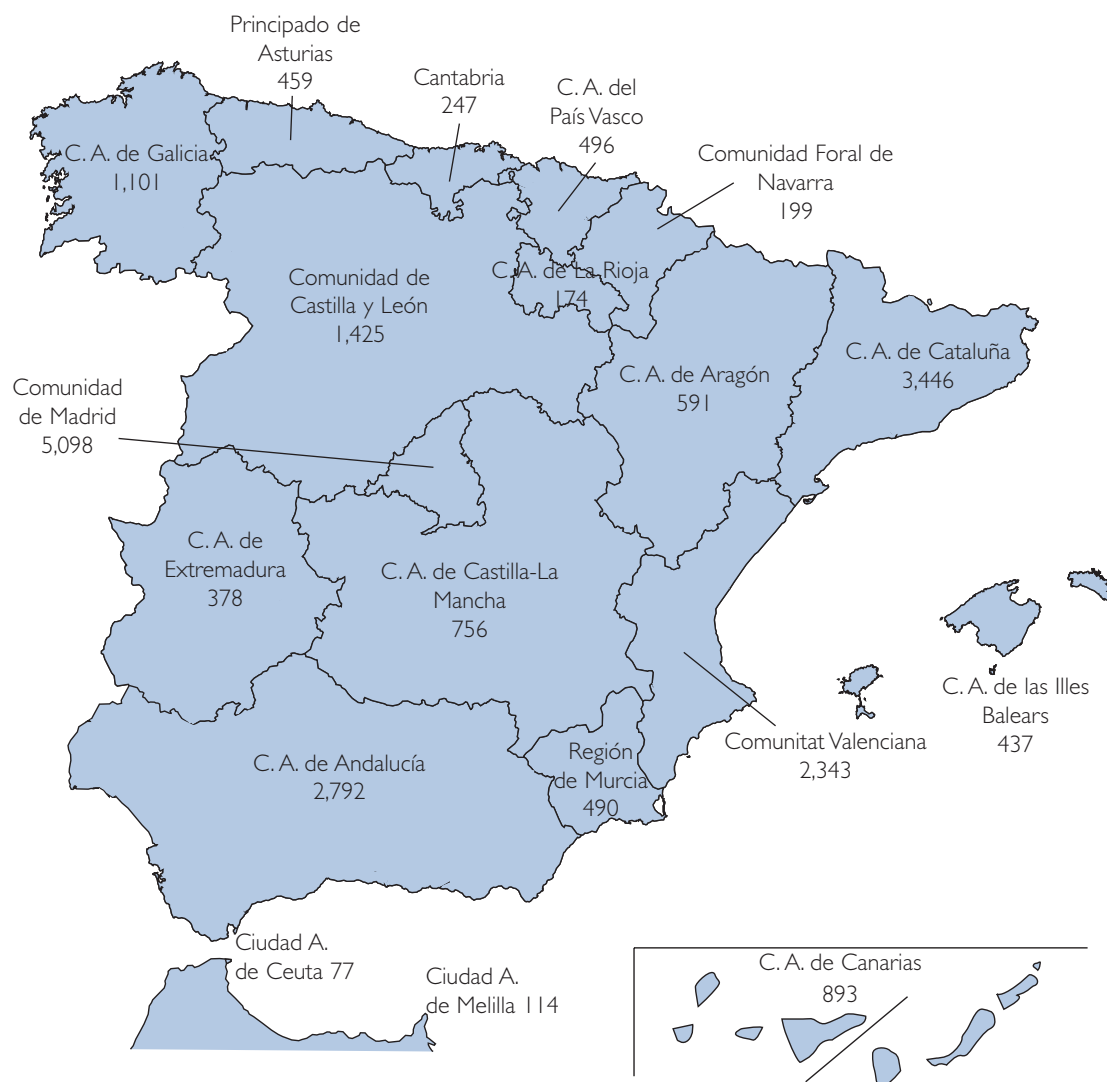 Principado de
Asturias
459
Cantabria
247
C. A. del
País Vasco
496
Comunidad Foral de
Navarra
199
C. A. de Galicia
1,101
Comunidad de
Castilla y León
1,425
C. A. de La Rioja
174
C. A. de Cataluña
3,446
C. A. de Aragón
591
Comunidad
de Madrid
5,098
C. A. de
Extremadura
378
C. A. de Castilla-La
Mancha
756
C. A. de las Illes
Balears
437
Comunitat Valenciana
2,343
Región
de Murcia
490
C. A. de Andalucía
2,792
Ciudad A.
de Ceuta 77
Ciudad A.
de Melilla 114
C. A. de Canarias
893